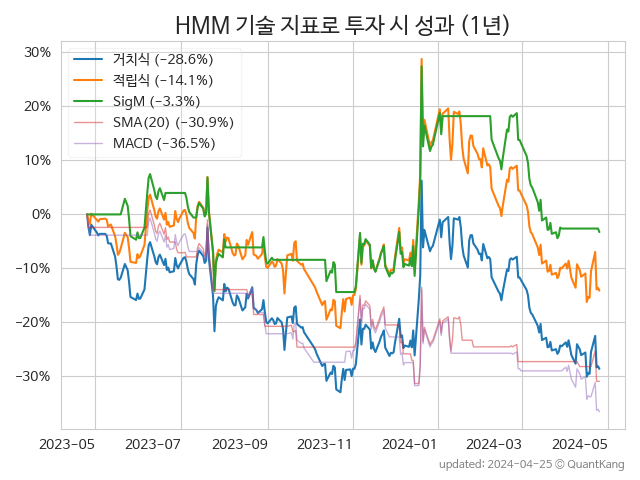 HMM 기술 지표로 투자 시 성과 (1년)
30%
20%
10%
0%
−10%
−20%
−30%
거치식 (−28.6%)
적립식 (−14.1%)
SigM (−3.3%)
SMA(20) (−30.9%)
MACD (−36.5%)
2023-05
2023-07
2023-09
2023-11
2024-01
2024-03
2024-05
updated: 2024-04-25 © QuantKang